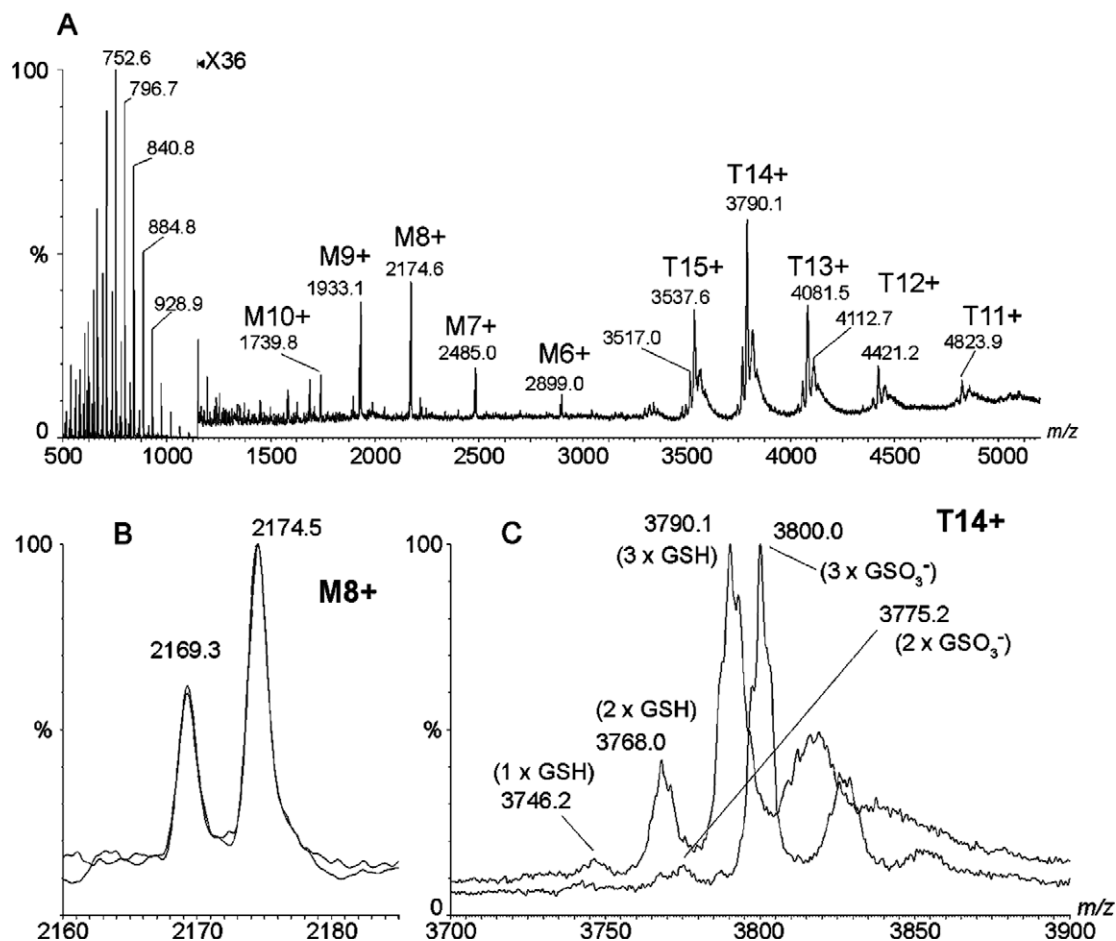 A
752.6
◄X36
100
796.7
840.8
884.8
928.9
%
0
M10+
1739.8
M9+
1933.1
M8+
2174.6
M7+
2485.0
M6+
2899.0
T15+
3537.6
3517.0
T14+
3790.1
T13+
4081.5
4112.7
T12+
4421.2
T11+
4823.9
m/z
500 1000 1500 2000 2500 3000 3500 4000 4500 5000
B
2174.5
100
M8+
2169.3
%
0
2160 2170 2180
C
3790.1
(3 x GSH)
3800.0
(3 x GSO₃⁻)
T14+
100
3775.2
(2 x GSO₃⁻)
(2 x GSH)
3768.0
%
(1 x GSH)
3746.2
0
m/z
3700 3750 3800 3850 3900